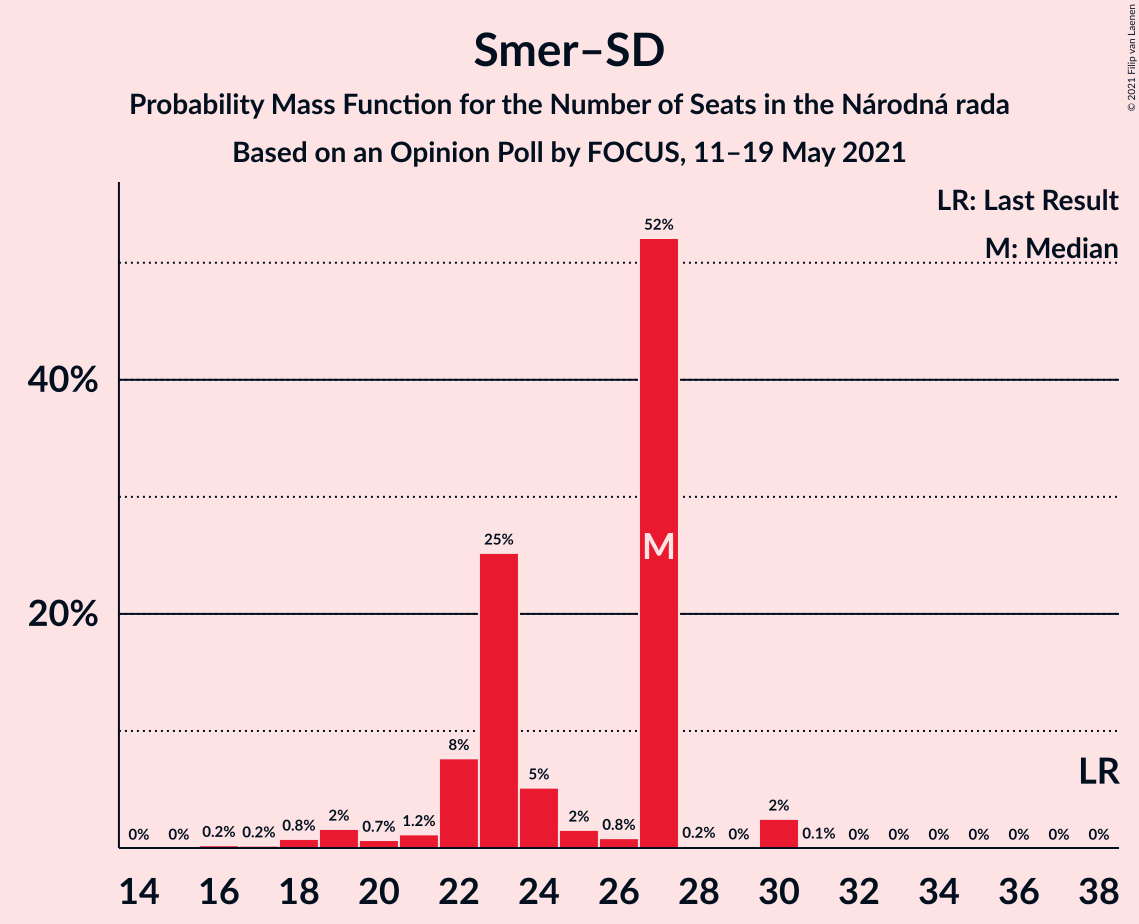 © 2021 Filip van Laenen
Smer–SD
Probability Mass Function for the Number of Seats in the Národná rada
Based on an Opinion Poll by FOCUS, 11–19 May 2021
LR: Last Result
M: Median
52%
40%
M
25%
20%
8%
LR
5%
0% 0% 0.2% 0.2% 0.8% 2% 0.7% 1.2% 2% 0.8% 0.2% 0% 2% 0.1% 0% 0% 0% 0% 0% 0% 0%
14 16 18 20 22 24 26 28 30 32 34 36 38